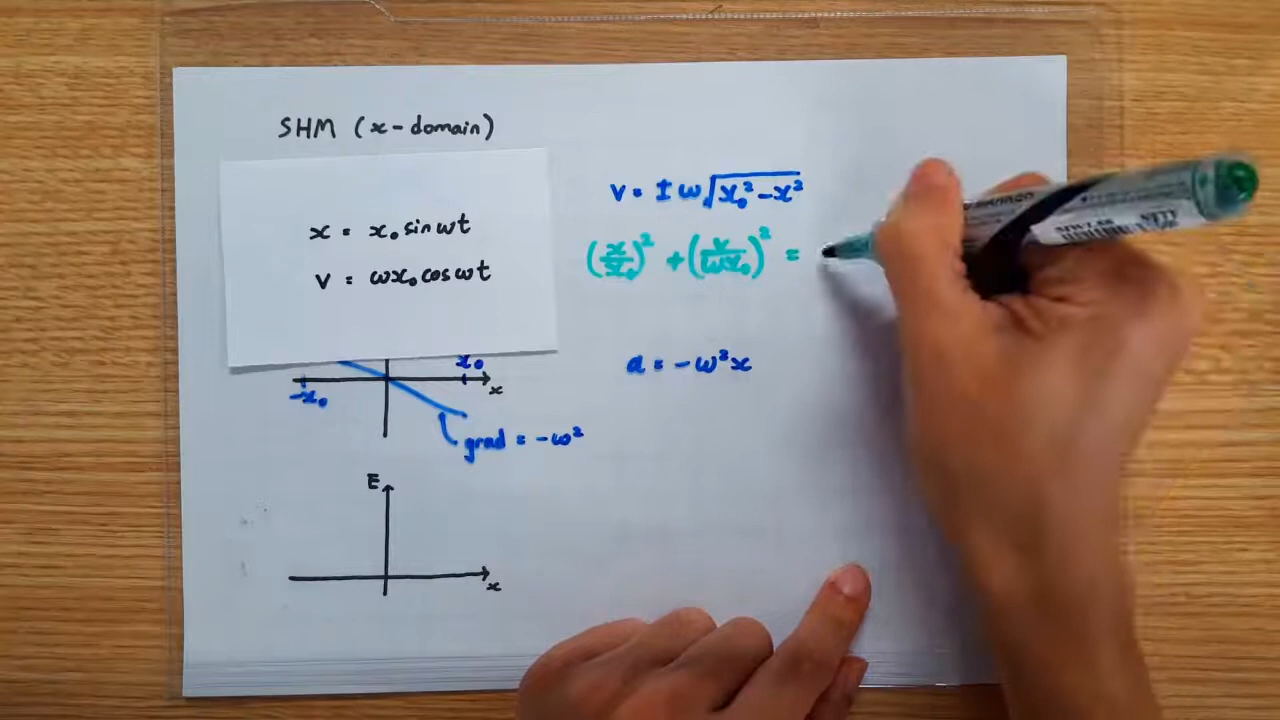 SHM (x-domain)
x = x₀ sin ωt
v = ωx₀ cos ωt
v = ± ω√(x₀² - x²)
(x/x₀)² + (v/ωx₀)² =
a = -ω²x
-x₀
x₀
x
grad = -ω²
E
x